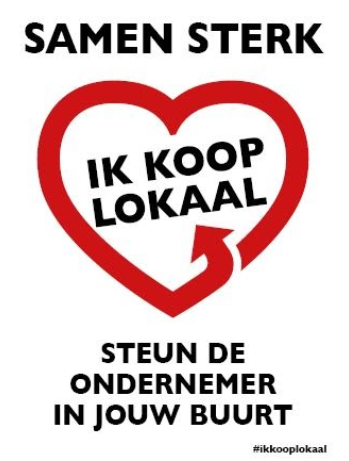 SAMEN STERK
IK KOOP
LOKAAL
STEUN DE
ONDERNEMER
IN JOUW BUURT
#ikkooplokaal